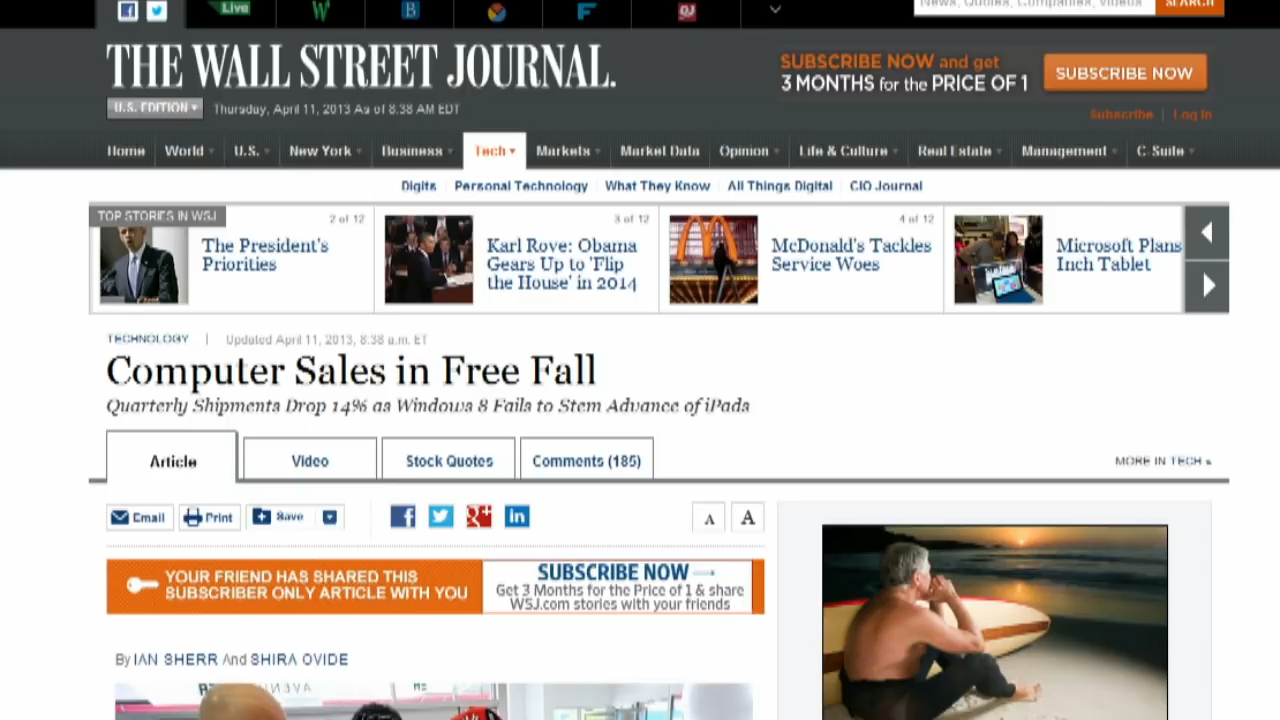 Live
W
B
F
QJ
News, Quotes, Companies, Videos
SEARCH
THE WALL STREET JOURNAL.
SUBSCRIBE NOW and get
3 MONTHS for the PRICE OF 1
SUBSCRIBE NOW
U.S. EDITION
Thursday, April 11, 2013 As of 8:38 AM EDT
Subscribe | Log In
Home World U.S. New York Business Tech Markets Market Data Opinion Life & Culture Real Estate Management C-Suite
Digits Personal Technology What They Know All Things Digital CIO Journal
TOP STORIES IN WSJ
2 of 12
The President's
Priorities
3 of 12
Karl Rove: Obama
Gears Up to 'Flip
the House' in 2014
4 of 12
McDonald's Tackles
Service Woes
Microsoft Plans
Inch Tablet
TECHNOLOGY | Updated April 11, 2013, 8:38 a.m. ET
Computer Sales in Free Fall
Quarterly Shipments Drop 14% as Windows 8 Fails to Stem Advance of iPads
Article Video Stock Quotes Comments (185)
MORE IN TECH »
Email Print Save
A A
YOUR FRIEND HAS SHARED THIS
SUBSCRIBER ONLY ARTICLE WITH YOU
SUBSCRIBE NOW
Get 3 Months for the Price of 1 & share
WSJ.com stories with your friends
By IAN SHERR And SHIRA OVIDE